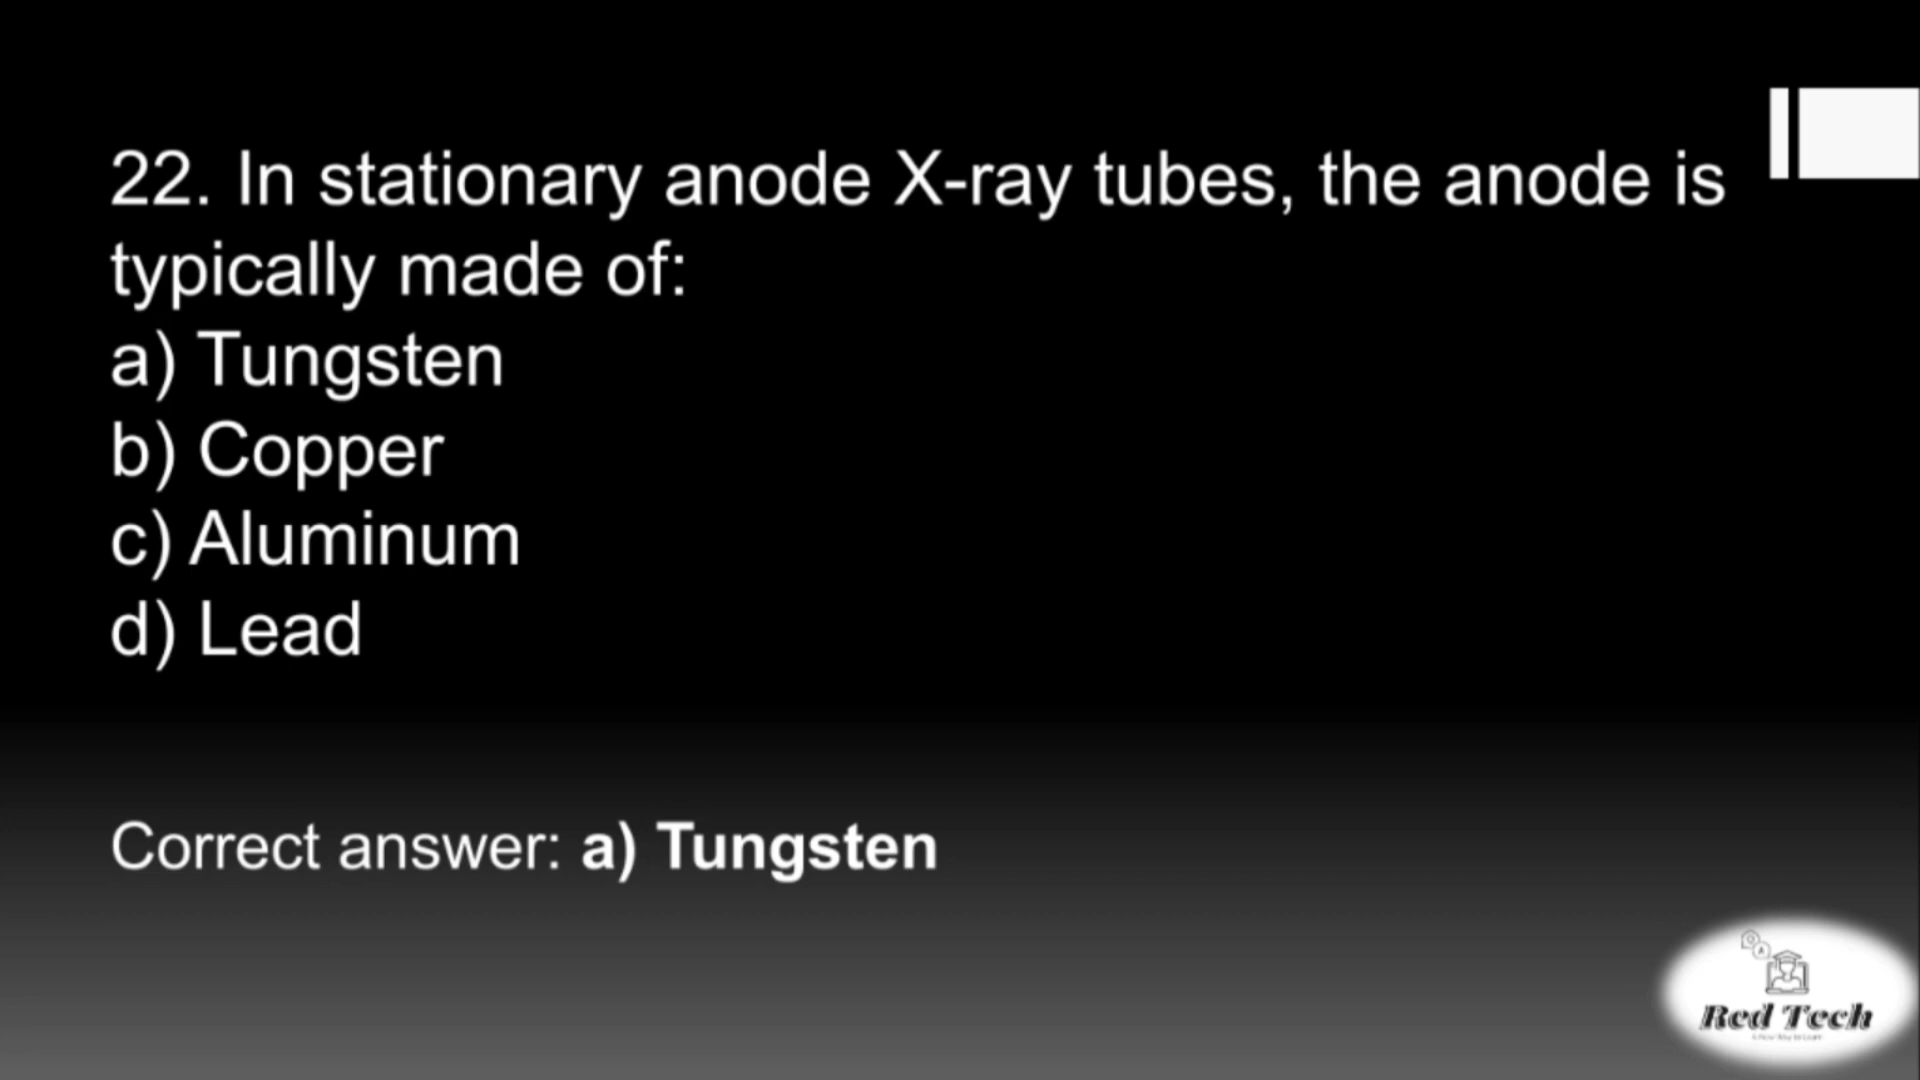 22. In stationary anode X-ray tubes, the anode is
typically made of:
a) Tungsten
b) Copper
c) Aluminum
d) Lead
Correct answer: a) Tungsten
Red Tech